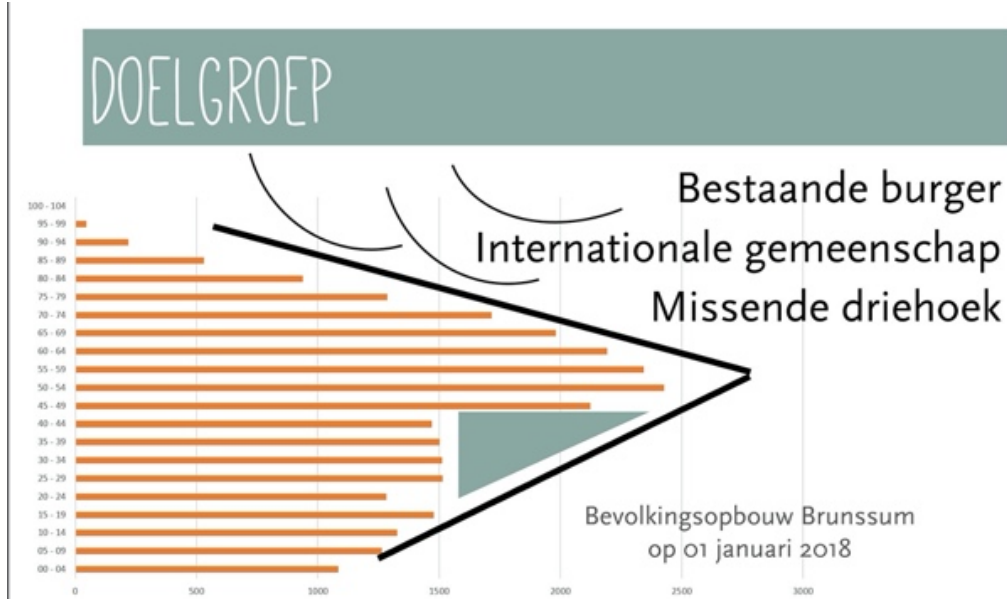 DOELGROEP
Bestaande burger
Internationale gemeenschap
Missende driehoek
100 - 104
95 - 99
90 - 94
85 - 89
80 - 84
75 - 79
70 - 74
65 - 69
60 - 64
55 - 59
50 - 54
45 - 49
40 - 44
35 - 39
30 - 34
25 - 29
20 - 24
15 - 19
10 - 14
05 - 09
00 - 04
Bevolkingsopbouw Brunssum
op 01 januari 2018
0 500 1000 1500 2000 2500 3000